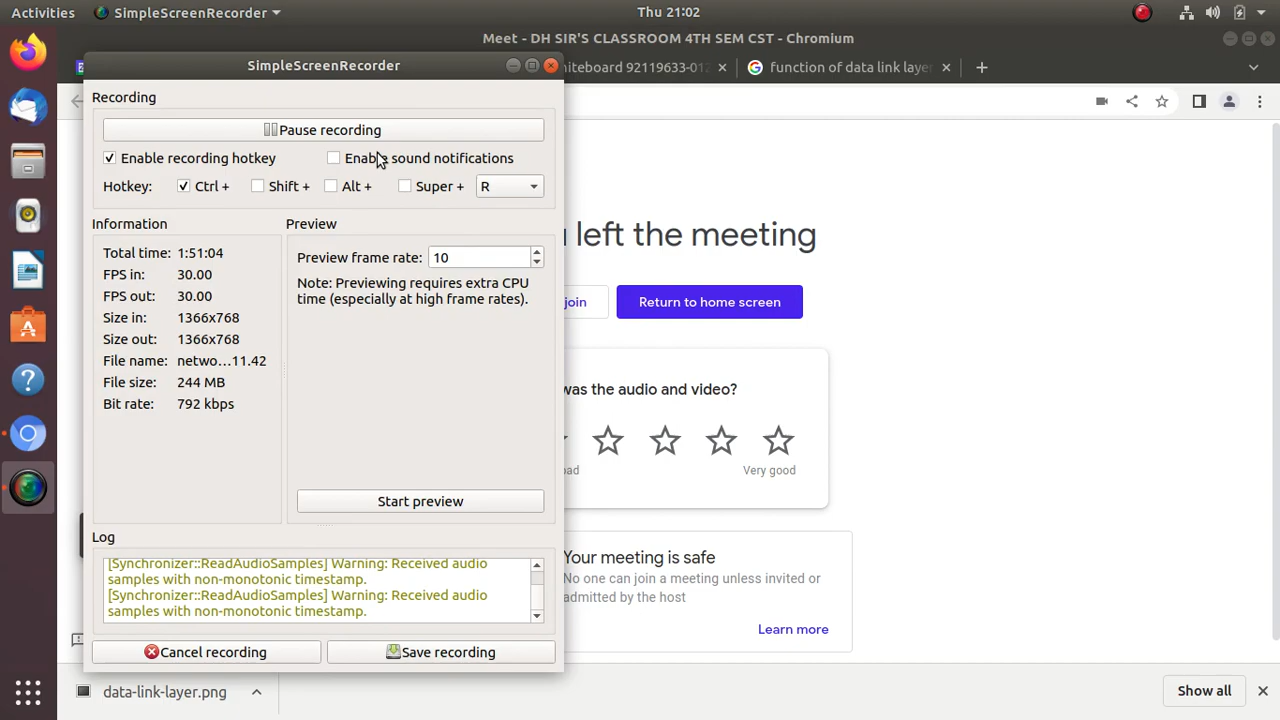 Activities
SimpleScreenRecorder
Thu 21:02
Meet - DH SIR'S CLASSROOM 4TH SEM CST - Chromium
SimpleScreenRecorder
hiteboard 92119633-012
function of data link laye
Recording
Pause recording
Enable recording hotkey
Enable sound notifications
Hotkey:
Ctrl +
Shift +
Alt +
Super +
R
Information
Preview
Total time: 1:51:04
FPS in: 30.00
FPS out: 30.00
Size in: 1366x768
Size out: 1366x768
File name: netwo...11.42
File size: 244 MB
Bit rate: 792 kbps
Preview frame rate: 10
Note: Previewing requires extra CPU
time (especially at high frame rates).
Start preview
left the meeting
join
Return to home screen
was the audio and video?
ad
Very good
Log
[Synchronizer::ReadAudioSamples] Warning: Received audio
samples with non-monotonic timestamp.
[Synchronizer::ReadAudioSamples] Warning: Received audio
samples with non-monotonic timestamp.
Your meeting is safe
No one can join a meeting unless invited or
admitted by the host
Learn more
Cancel recording
Save recording
data-link-layer.png
Show all